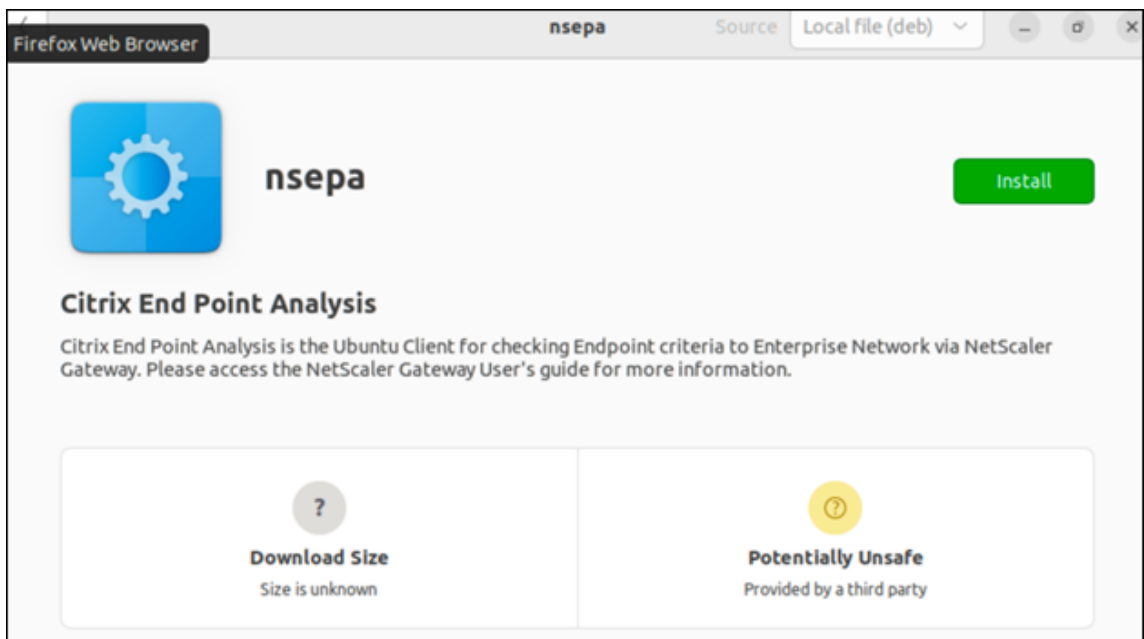 nsepa
Source
Local file (deb)
Firefox Web Browser
nsepa
Install
Citrix End Point Analysis
Citrix End Point Analysis is the Ubuntu Client for checking Endpoint criteria to Enterprise Network via NetScaler
Gateway. Please access the NetScaler Gateway User's guide for more information.
?
Download Size
Size is unknown
?
Potentially Unsafe
Provided by a third party